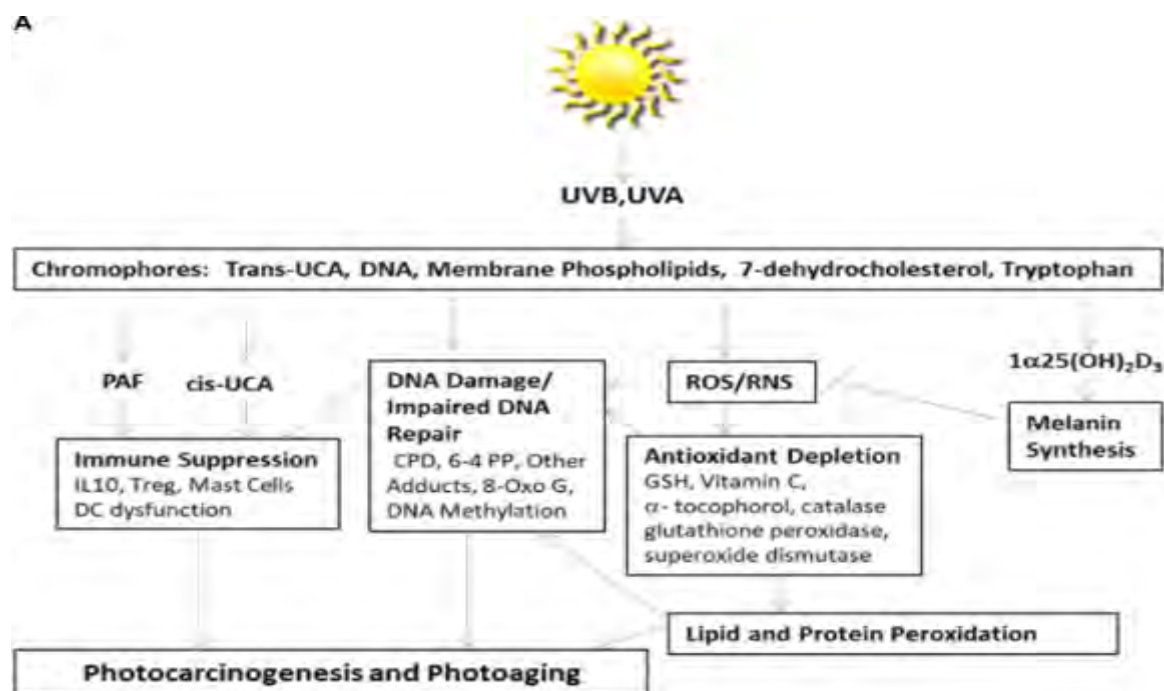 A
UVB,UVA
Chromophores: Trans-UCA, DNA, Membrane Phospholipids, 7-dehydrocholesterol, Tryptophan
PAF
cis-UCA
Immune Suppression
IL10, Treg, Mast Cells
DC dysfunction
DNA Damage/
Impaired DNA
Repair
CPD, 6-4 PP, Other
Adducts, 8-Oxo G,
DNA Methylation
ROS/RNS
Antioxidant Depletion
GSH, Vitamin C,
α- tocophorol, catalase
glutathione peroxidase,
superoxide dismutase
1α25(OH)₂D₃
Melanin
Synthesis
Lipid and Protein Peroxidation
Photocarcinogenesis and Photoaging